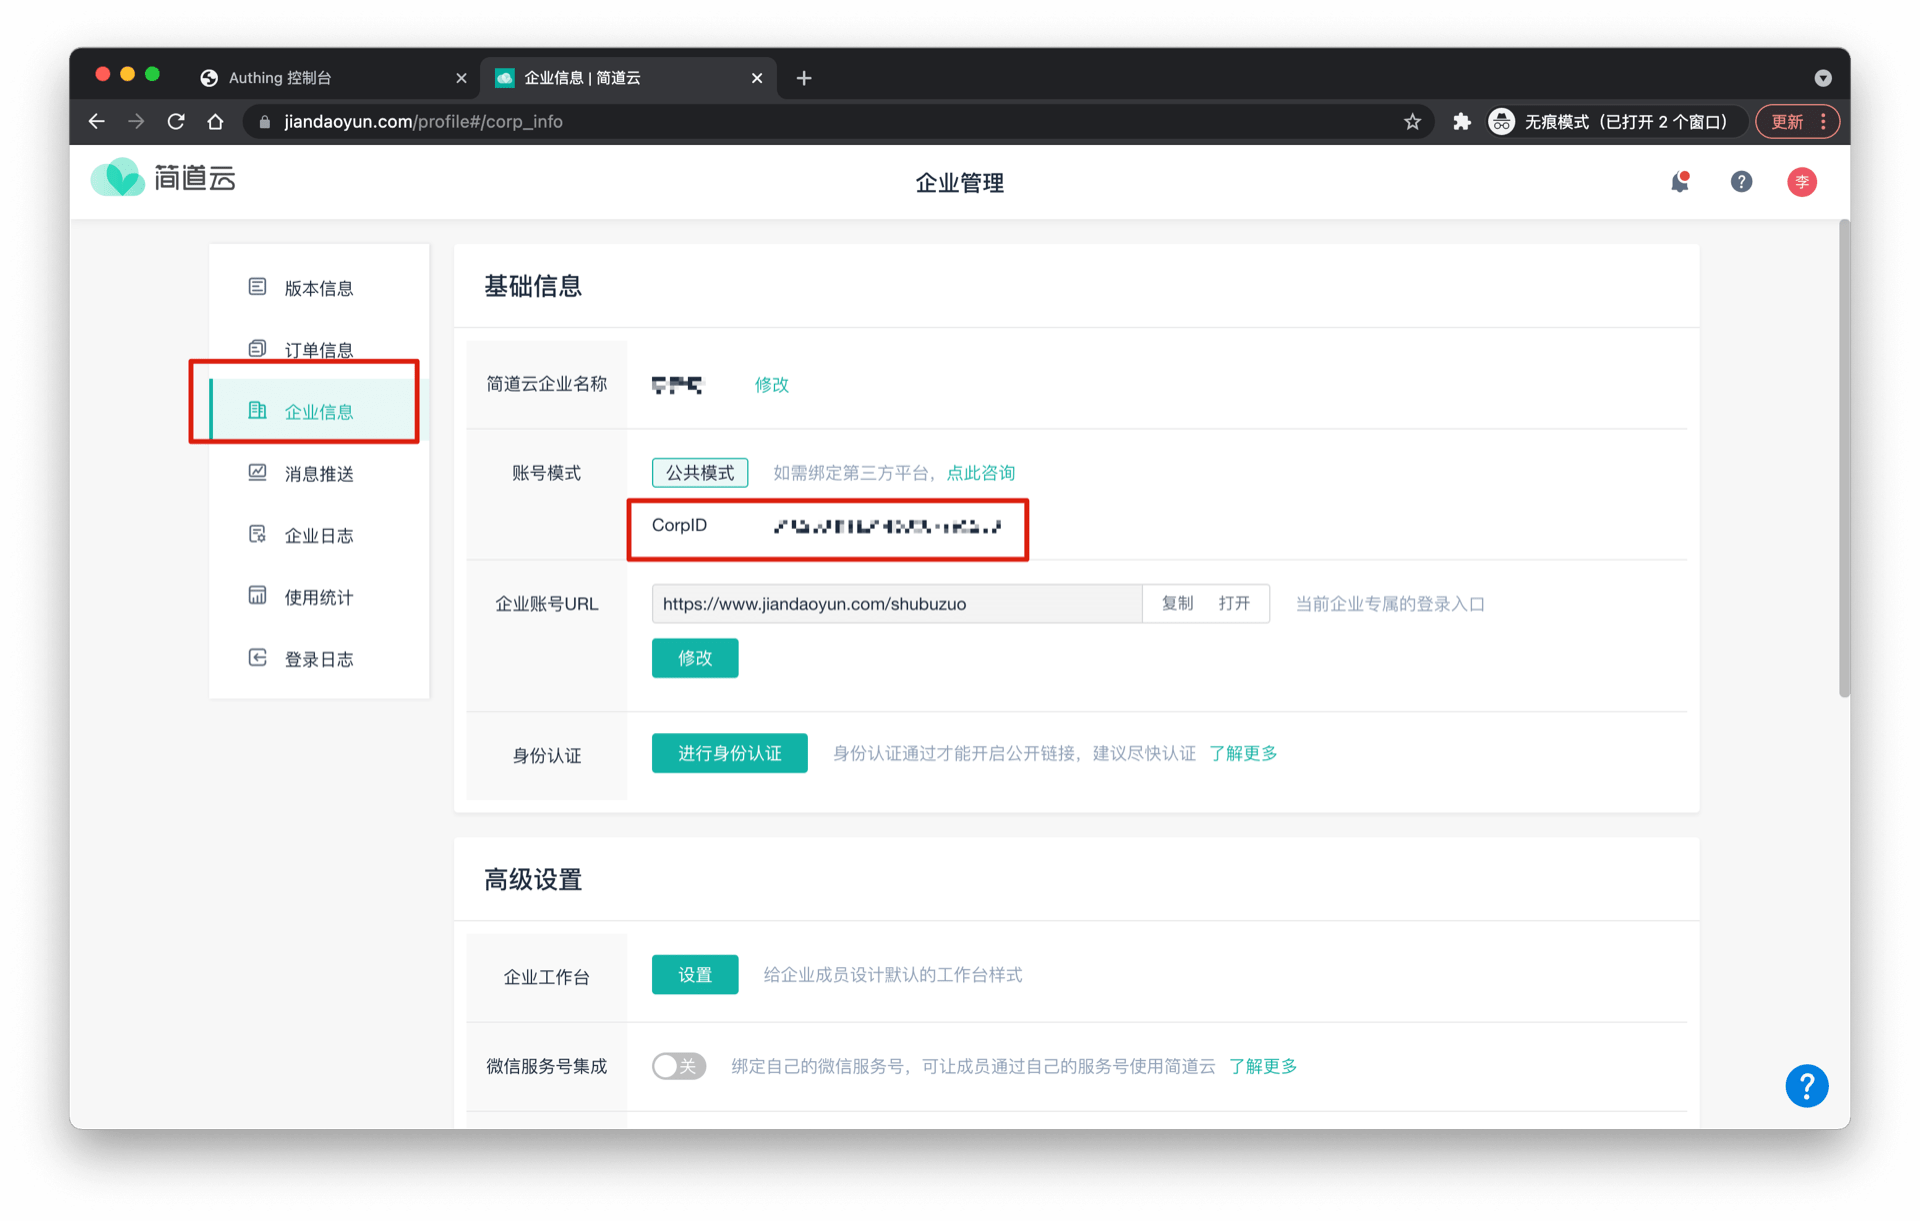 Authing 控制台
企业信息 | 简道云
jiandaoyun.com/profile#/corp_info
无痕模式（已打开 2 个窗口）
更新
简道云
企业管理
李
版本信息
订单信息
企业信息
消息推送
企业日志
使用统计
登录日志
基础信息
简道云企业名称
修改
账号模式
公共模式
如需绑定第三方平台，点此咨询
CorpID
企业账号URL
https://www.jiandaoyun.com/shubuzuo
复制
打开
当前企业专属的登录入口
修改
身份认证
进行身份认证
身份认证通过才能开启公开链接，建议尽快认证 了解更多
高级设置
企业工作台
设置
给企业成员设计默认的工作台样式
微信服务号集成
关
绑定自己的微信服务号，可让成员通过自己的服务号使用简道云 了解更多